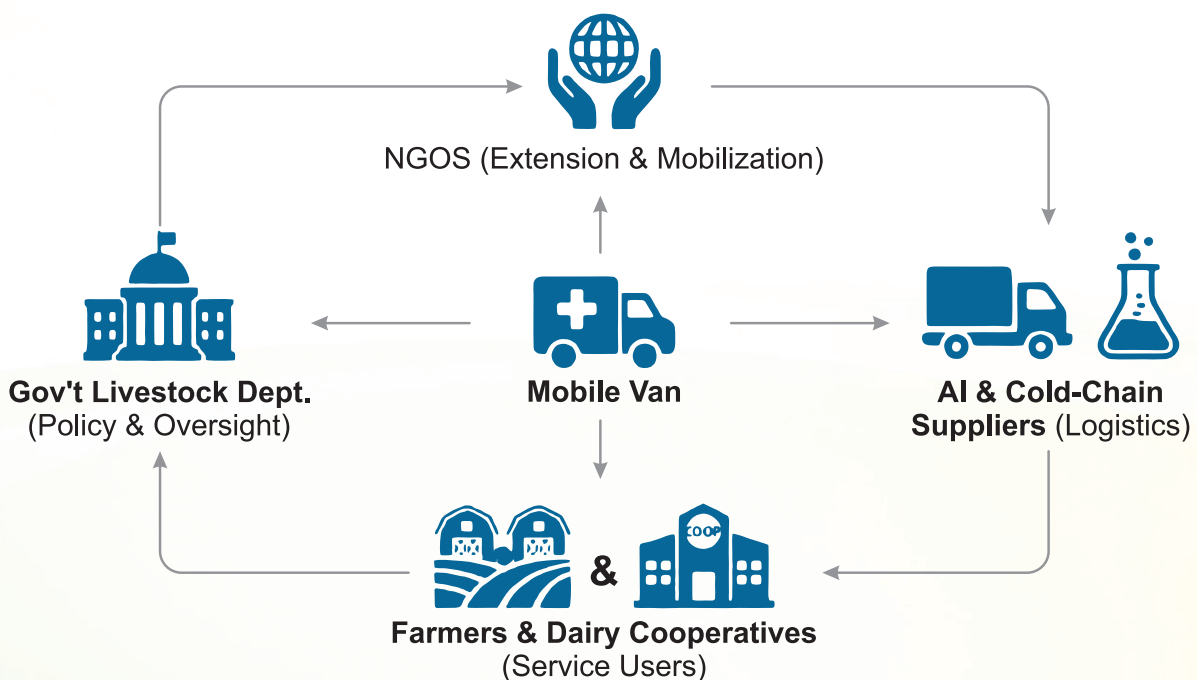 NGOS (Extension & Mobilization)
Gov't Livestock Dept.
(Policy & Oversight)
Mobile Van
AI & Cold-Chain
Suppliers (Logistics)
&
COOP
Farmers & Dairy Cooperatives
(Service Users)